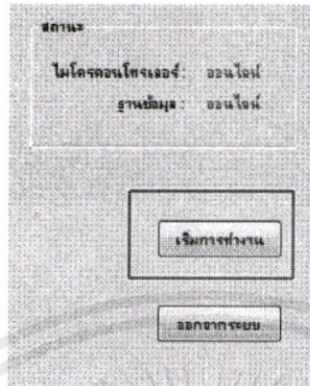 สถานะ
ไมโครคอนโทรเลอร์ : ออนไลน์
ฐานข้อมูล : ออนไลน์
เริ่มการทำงาน
ออกจากระบบ